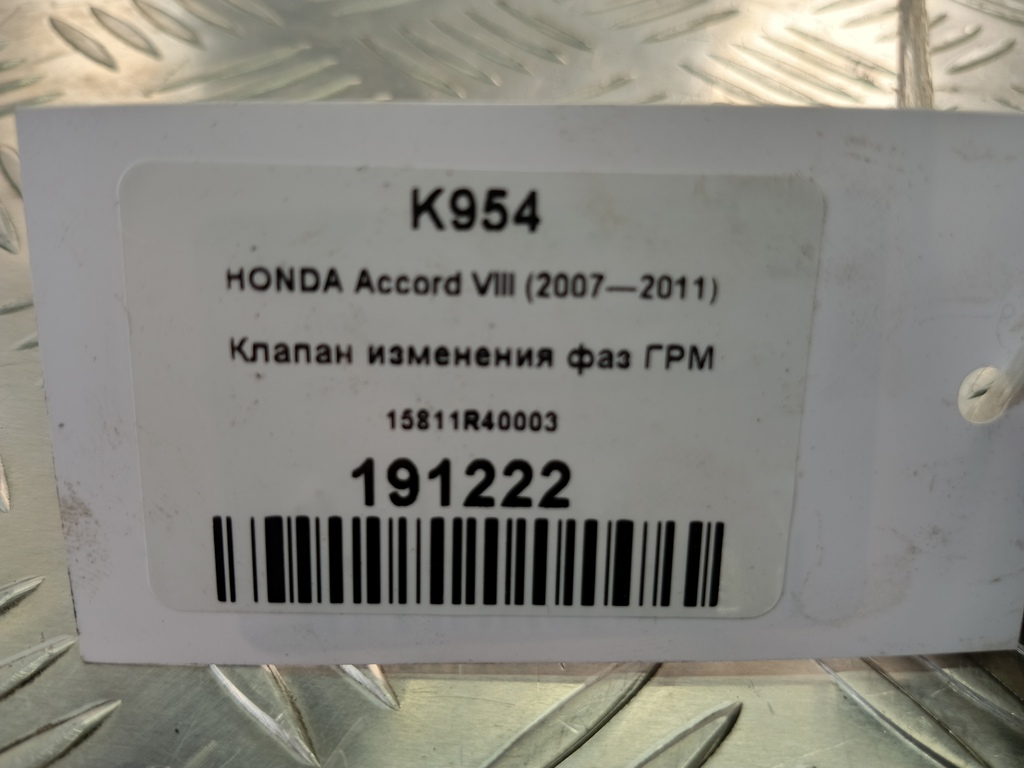 K954
HONDA Accord VIII (2007—2011)
Клапан изменения фаз ГРМ
15811R40003
191222